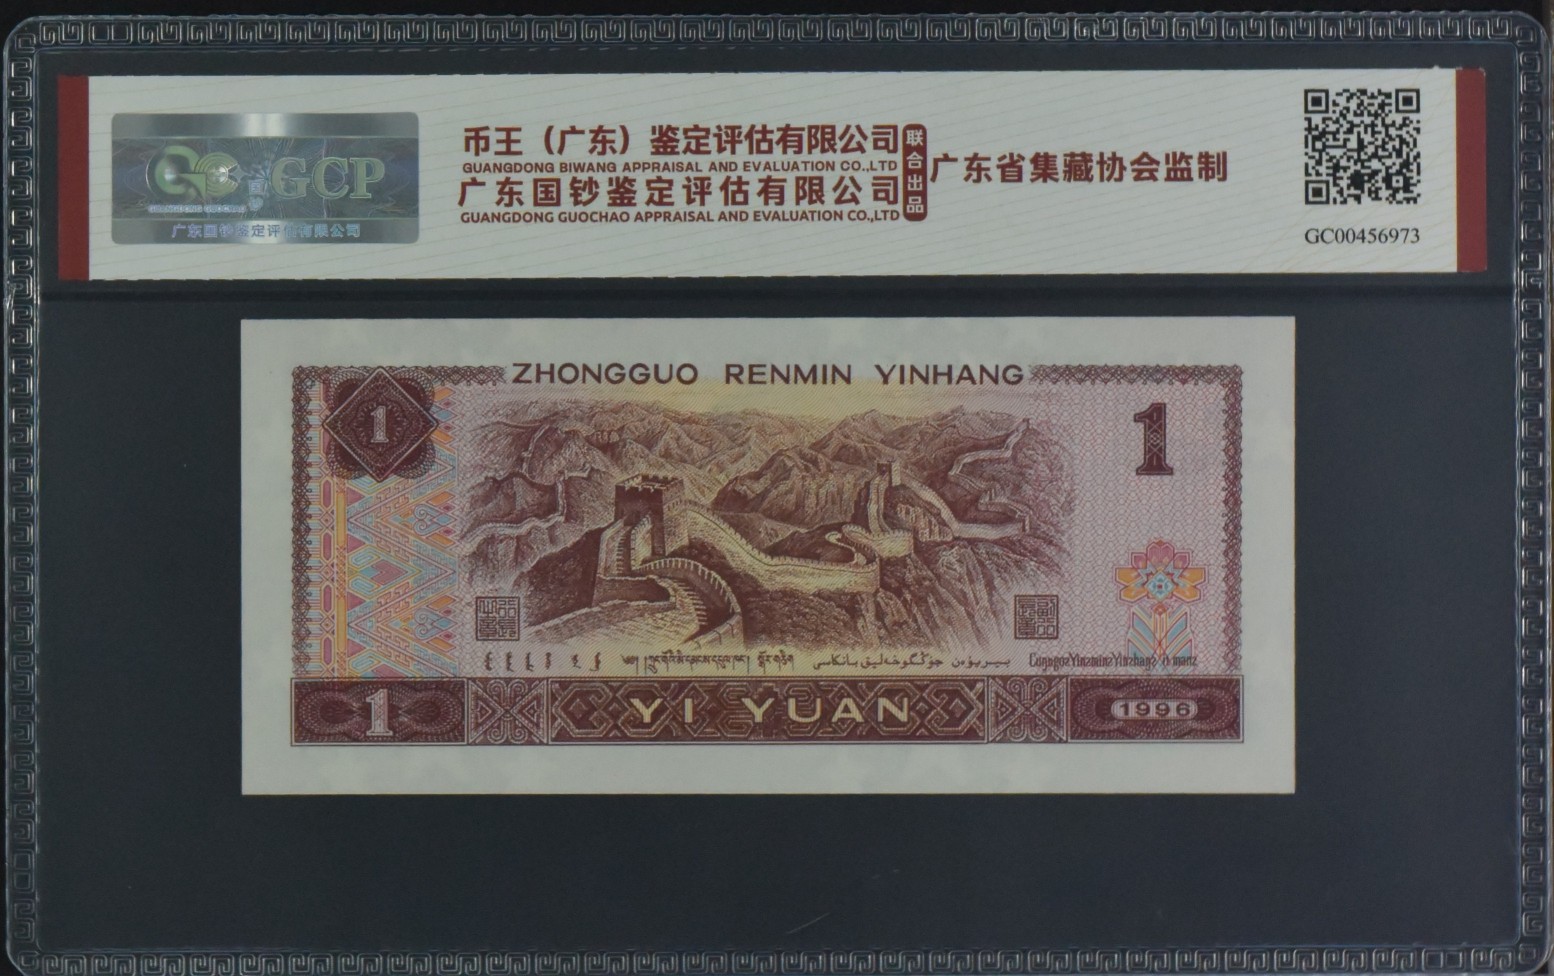 GCP
广东国钞鉴定评估有限公司
币王（广东）鉴定评估有限公司
GUANGDONG BIWANG APPRAISAL AND EVALUATION CO.,LTD
广东国钞鉴定评估有限公司
GUANGDONG GUOCHAO APPRAISAL AND EVALUATION CO.,LTD
联合出品
广东省集藏协会监制
GC00456973
ZHONGGUO RENMIN YINHANG
1
1
1
YI YUAN
1996